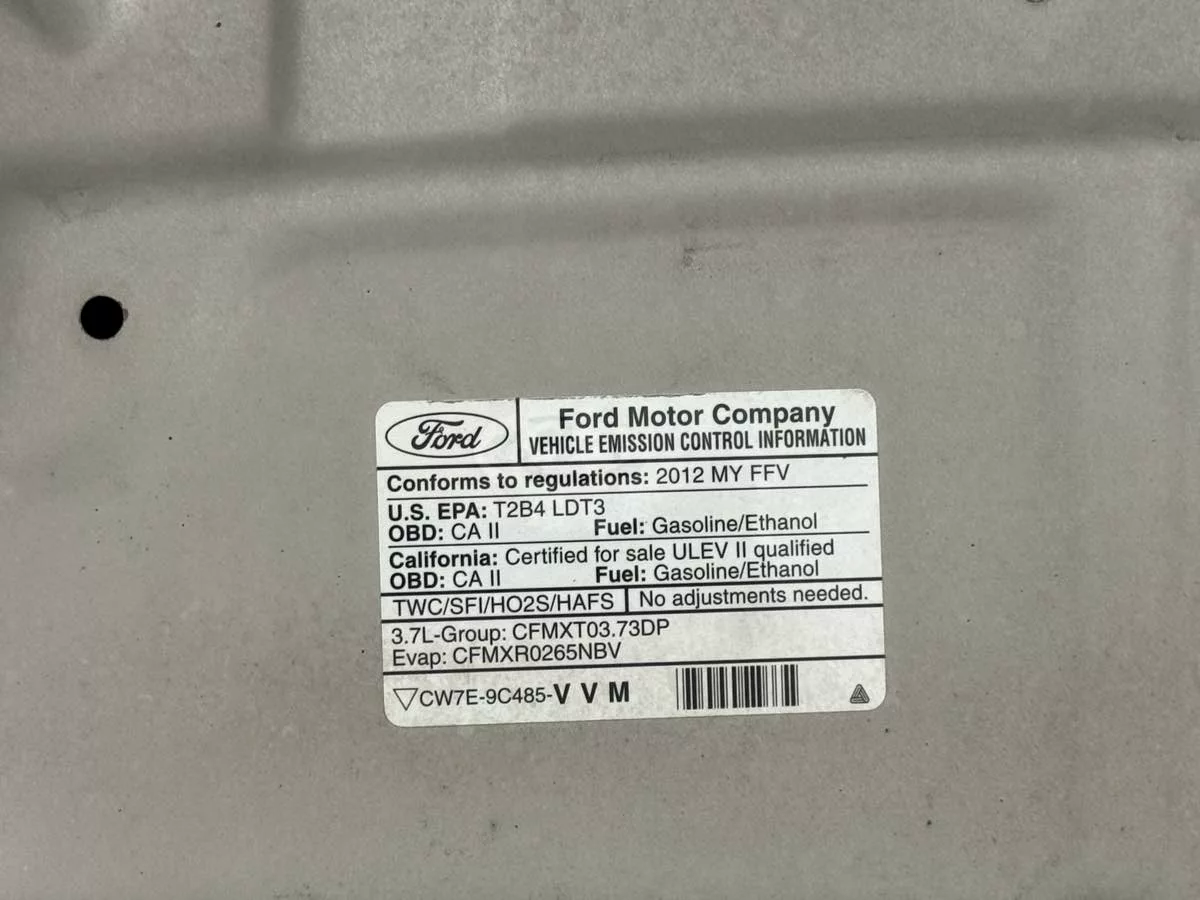 Ford
Ford Motor Company
VEHICLE EMISSION CONTROL INFORMATION
Conforms to regulations: 2012 MY FFV
U.S. EPA: T2B4 LDT3
OBD: CA II Fuel: Gasoline/Ethanol
California: Certified for sale ULEV II qualified
OBD: CA II Fuel: Gasoline/Ethanol
TWC/SFI/HO2S/HAFS No adjustments needed.
3.7L-Group: CFMXT03.73DP
Evap: CFMXR0265NBV
CW7E-9C485-V V M